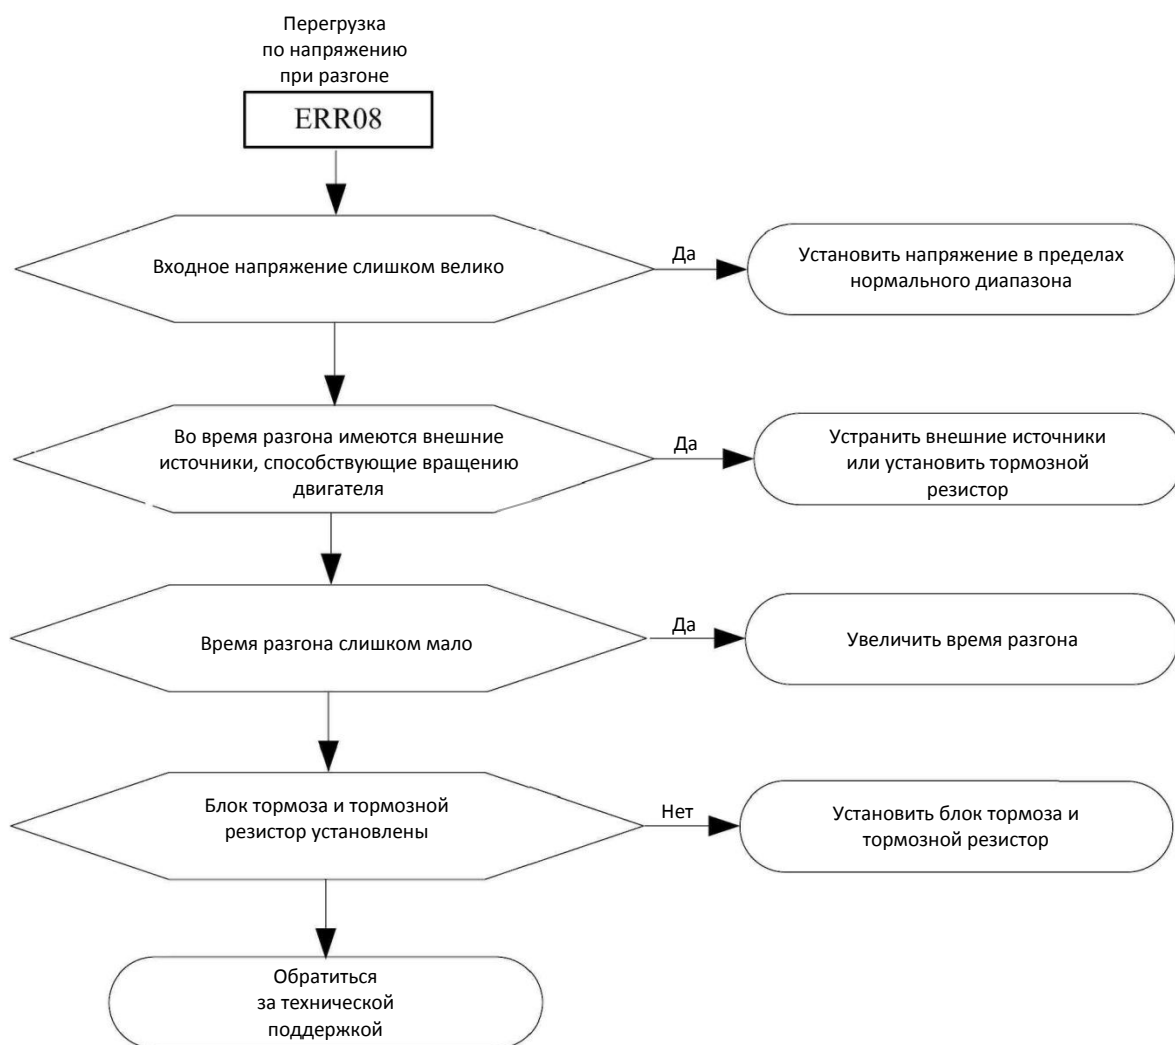 Перегрузка
по напряжению
при разгоне
ERR08
Входное напряжение слишком велико
Да
Установить напряжение в пределах
нормального диапазона
Во время разгона имеются внешние
источники, способствующие вращению
двигателя
Да
Устранить внешние источники
или установить тормозной
резистор
Время разгона слишком мало
Да
Увеличить время разгона
Блок тормоза и тормозной
резистор установлены
Нет
Установить блок тормоза и
тормозной резистор
Обратиться
за технической
поддержкой